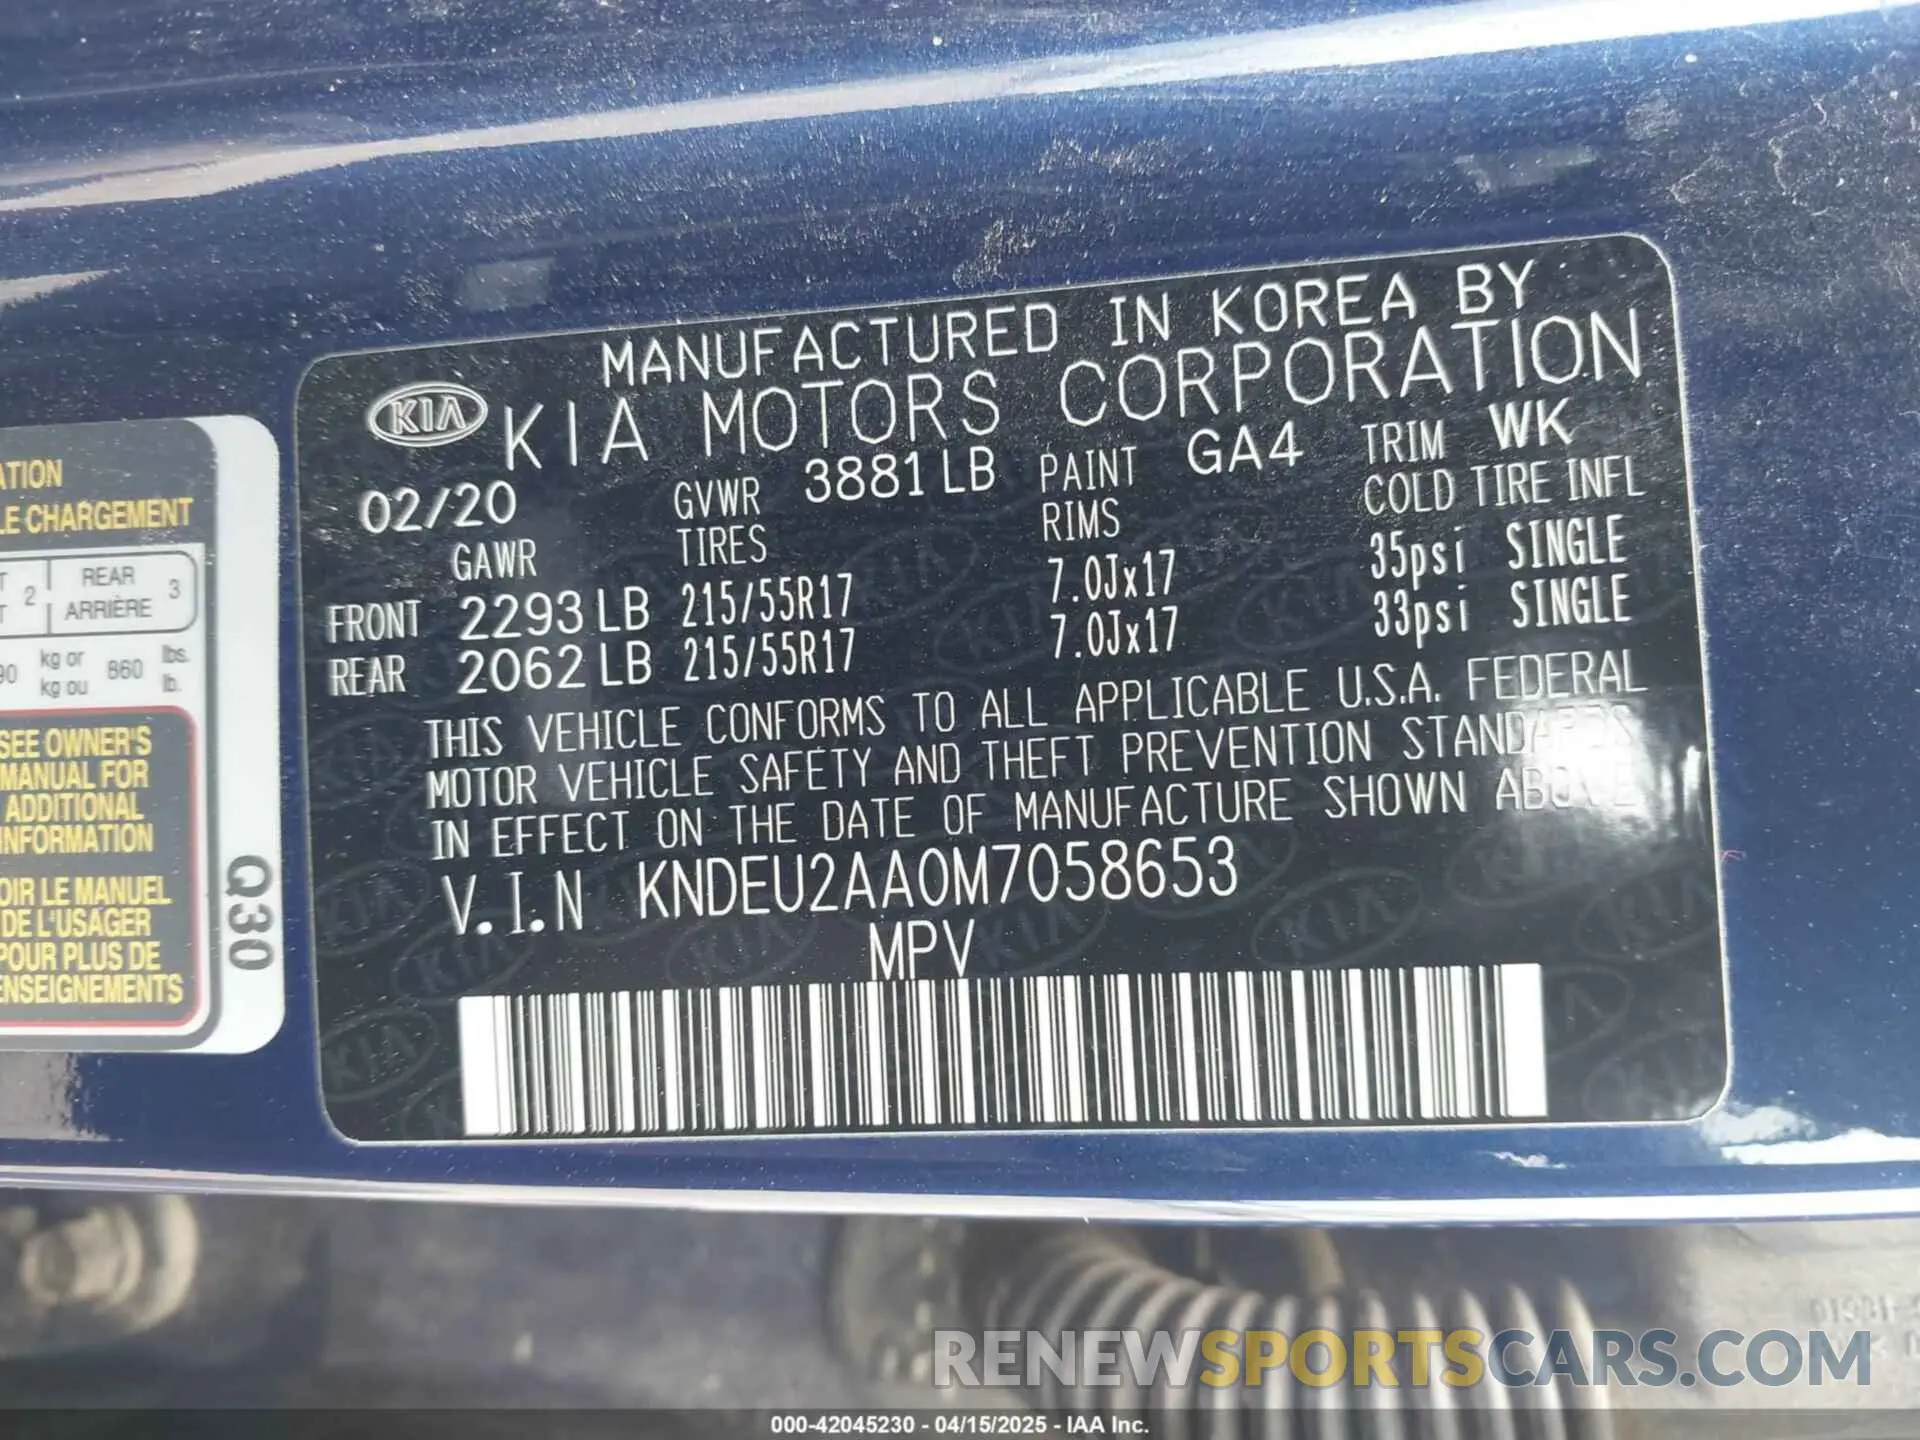 MANUFACTURED IN KOREA BY
KIA KIA MOTORS CORPORATION
02/20 GVWR 3881 LB PAINT GA4 TRIM WK
GAWR TIRES RIMS COLD TIRE INFL
FRONT 2293 LB 215/55R17 7.0Jx17 35psi SINGLE
REAR 2062 LB 215/55R17 7.0Jx17 33psi SINGLE
THIS VEHICLE CONFORMS TO ALL APPLICABLE U.S.A. FEDERAL
MOTOR VEHICLE SAFETY AND THEFT PREVENTION STANDARDS
IN EFFECT ON THE DATE OF MANUFACTURE SHOWN ABOVE
V.I.N KNDEU2AA0M7058653
MPV
CHARGEMENT
2 REAR 3
ARRIÈRE
kg or 860 lbs.
kg ou lb.
SEE OWNER'S
MANUAL FOR
ADDITIONAL
INFORMATION
LE MANUEL
DE L'USAGER
POUR PLUS DE
Q30
RENEWSPORTSCARS.COM
000-42045230 - 04/15/2025 - IAA Inc.